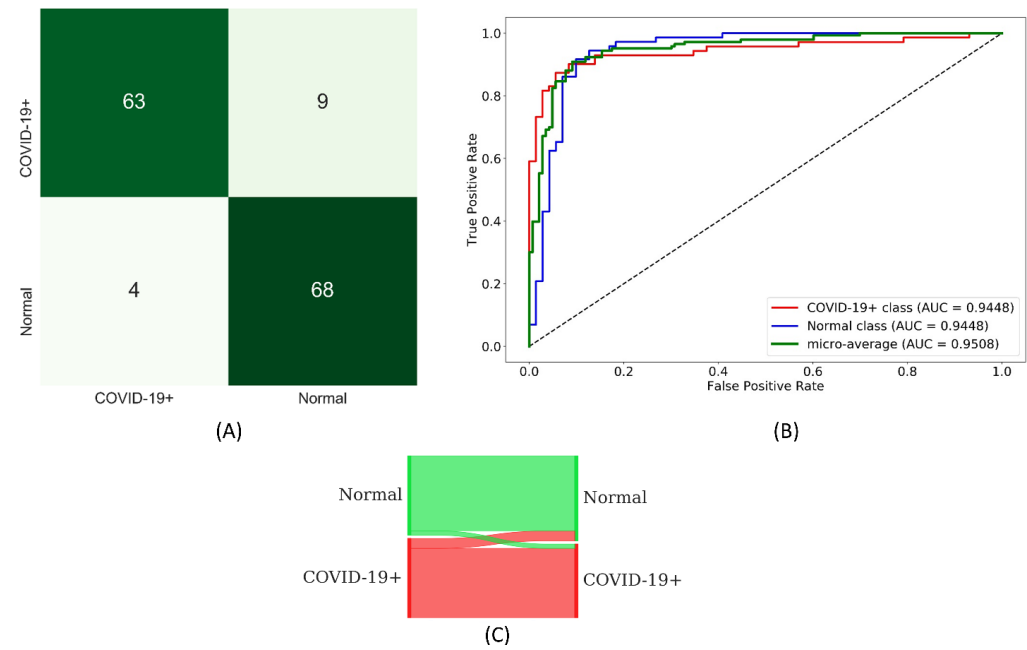 COVID-19+
63
9
Normal
4
68
COVID-19+
Normal
(A)
True Positive Rate
1.0
0.8
0.6
0.4
0.2
0.0
COVID-19+ class (AUC = 0.9448)
Normal class (AUC = 0.9448)
micro-average (AUC = 0.9508)
0.0
0.2
0.4
0.6
0.8
1.0
False Positive Rate
(B)
Normal
Normal
COVID-19+
COVID-19+
(C)